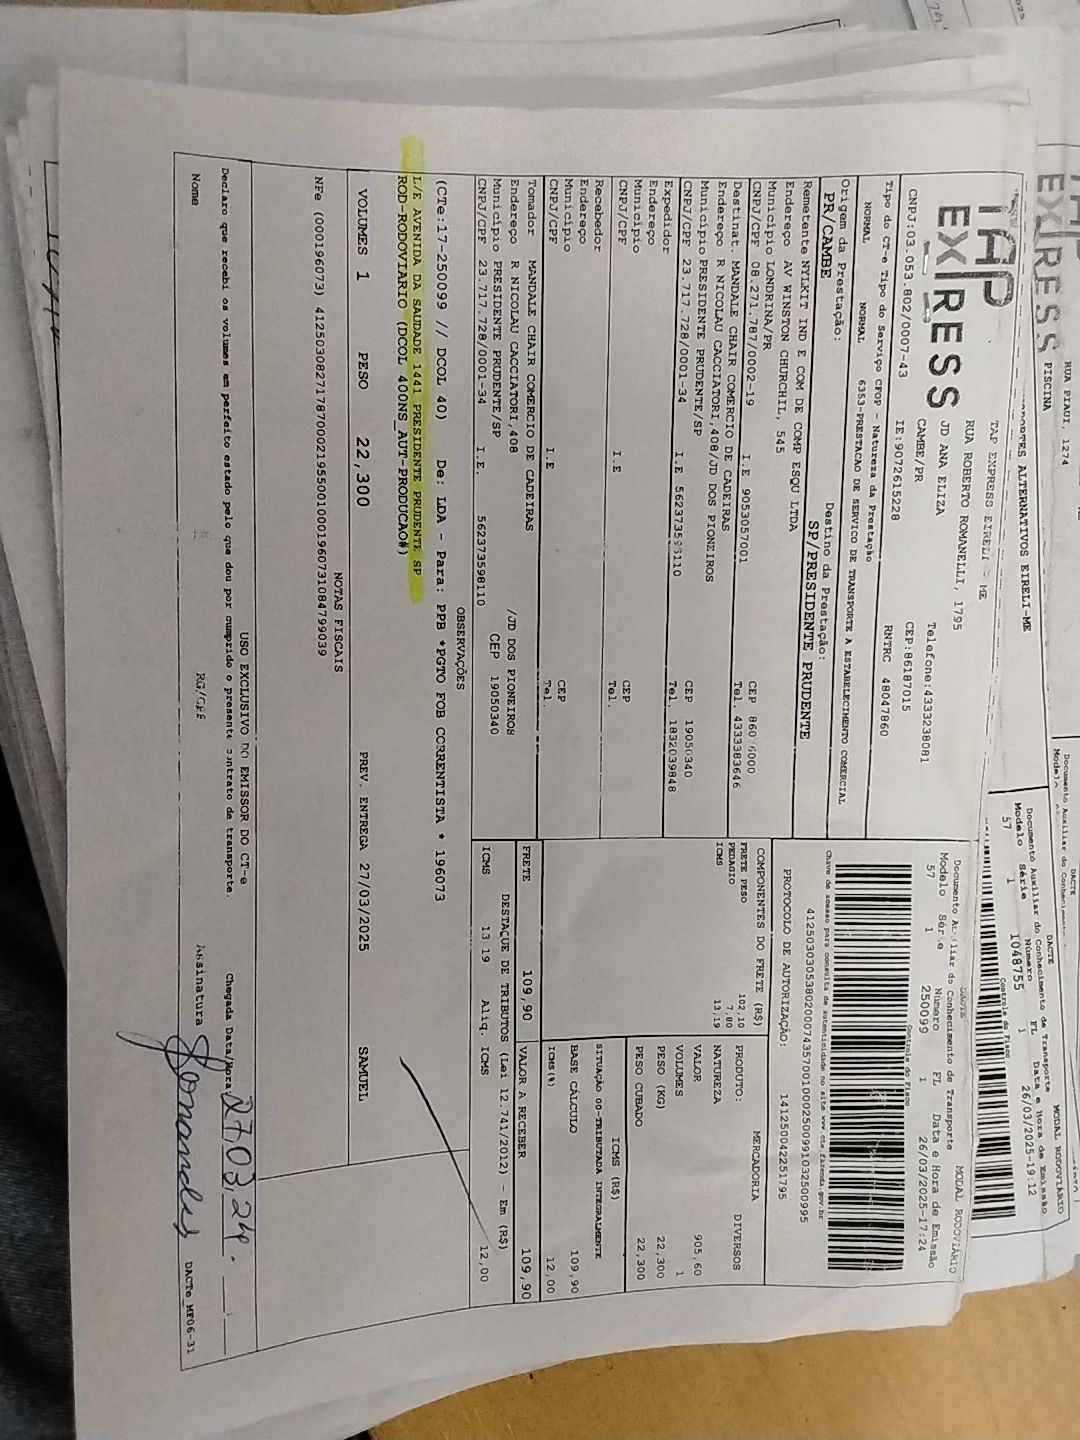 TAP
EXPRESS
TAP EXPRESS EIRELI - ME
RUA ROBERTO ROMANELLI, 1795
JD ANA ELIZA
CAMBE/PR
Telefone:4333238081
CEP:86187015
CNPJ:03.053.802/0007-43
IE:9072615228
RNTRC 48047860
Tipo do CT-e Tipo do Serviço CFOP - Natureza da Prestação
NORMAL NORMAL 6353-PRESTACAO DE SERVICO DE TRANSPORTE A ESTABELECIMENTO COMERCIAL
Origem da Prestação: Destino da Prestação:
PR/CAMBE SP/PRESIDENTE PRUDENTE
Remetente NYLKIT IND E COM DE COMP ESQU LTDA
Endereço AV WINSTON CHURCHIL, 545
Município LONDRINA/PR CEP
CNPJ/CPF 08.271.787/0002-19 I.E 9053057001 Tel. 4333383646
Destinat. MANDALE CHAIR COMERCIO DE CADEIRAS
Endereço R NICOLAU CACCIATORI,408/JD DOS PIONEIROS
Município PRESIDENTE PRUDENTE/SP CEP 19050340
CNPJ/CPF 23.717.728/0001-34 I.E 562373598110 Tel. 1832039848
Expedidor
Endereço
Município CEP
CNPJ/CPF I.E Tel.
Recebedor
Endereço
Município CEP
CNPJ/CPF I.E Tel.
Tomador MANDALE CHAIR COMERCIO DE CADEIRAS
Endereço R NICOLAU CACCIATORI,408 /JD DOS PIONEIROS
Município PRESIDENTE PRUDENTE/SP CEP 19050340
CNPJ/CPF 23.717.728/0001-34 I.E. 562373598110
DACTE MODAL RODOVIÁRIO
Documento Auxiliar do Conhecimento de Transporte
Modelo Série Número FL Data e Hora de Emissão
57 1 250099 1 26/03/2025-17:24
Controle do Fisco
Chave de acesso para consulta de autenticidade no site www.cte.fazenda.gov.br
PROTOCOLO DE AUTORIZAÇÃO: 141250042251795
COMPONENTES DO FRETE (R$)
FRETE PESO 102,10
PEDAGIO 7,80
ICMS 13,19
FRETE 109,90
MERCADORIA
PRODUTO: DIVERSOS
NATUREZA
VALOR 905,60
VOLUMES 1
PESO (KG) 22,300
PESO CUBADO 22,300
ICMS (R$)
SITUAÇÃO 00-TRIBUTADA INTEGRALMENTE
BASE CÁLCULO 109,90
ICMS(%) 12,00
VALOR A RECEBER 109,90
DESTAQUE DE TRIBUTOS (Lei 12.741/2012) - Em (R$)
ICMS 13 19 Aliq. ICMS 12,00
OBSERVAÇÕES
(CTe:17-250099 // DCOL 40) De: LDA - Para: PPB *PGTO FOB CORRENTISTA * 196073
L/E AVENIDA DA SAUDADE 1441 PRESIDENTE PRUDENTE SP
ROD-RODOVIARIO (DCOL 400NS_AUT-PRODUCAO#)
VOLUMES 1 PESO 22,300 PREV. ENTREGA 27/03/2025 SAMUEL
NOTAS FISCAIS
NFe (000196073) 41250308271787000219550010001960731084799039
USO EXCLUSIVO DO EMISSOR DO CT-e
Declaro que recebi os volumes em perfeito estado pelo que dou por cumprido o presente contrato de transporte. Chegada Data/Hora 27.03.24.
Nome RG/CPF Assinatura
DACTe_MF06-31
RUA PIAUI, 1274
PISCINA
Documento Auxiliar do Conhecimento de Transporte
57 1 1048755 1 26/03/2025-19:12